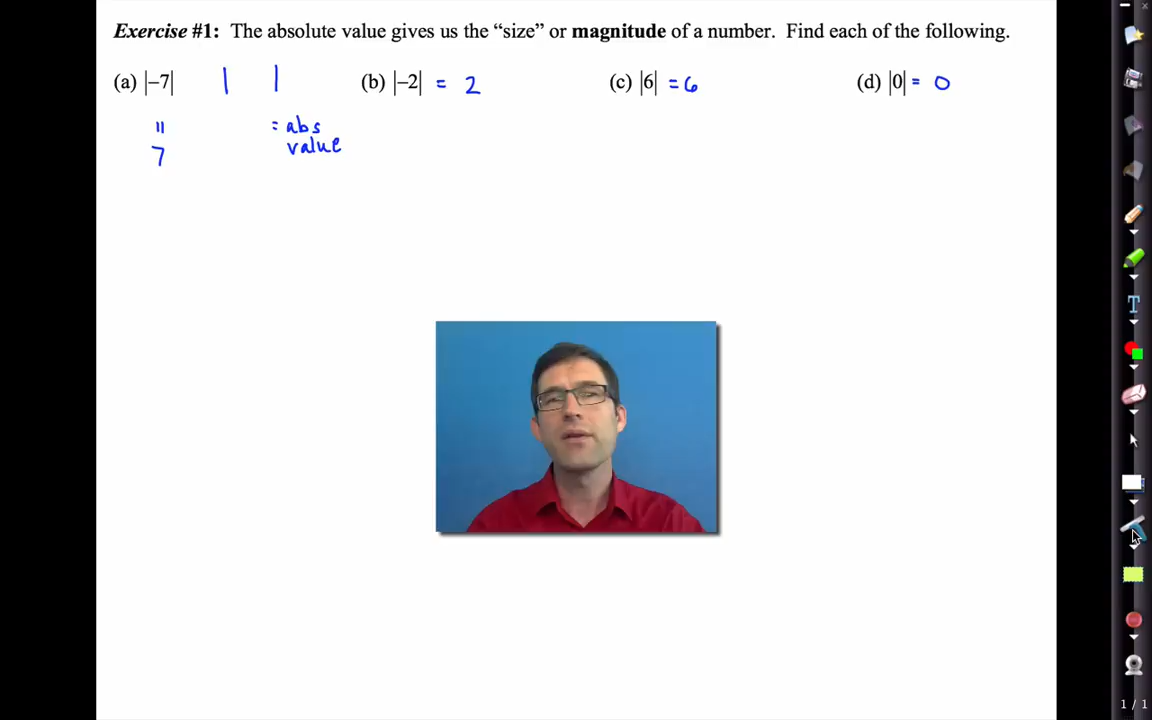 Exercise #1: The absolute value gives us the “size” or magnitude of a number. Find each of the following.
(a) |−7| | | (b) |−2| = 2 (c) |6| = 6 (d) |0| = 0
" = abs
7 value
T
1 / 1